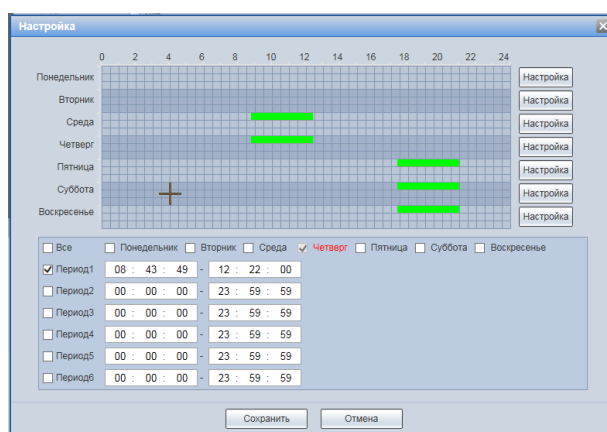 Настройка
0 2 4 6 8 10 12 14 16 18 20 22 24
Понедельник Настройка
Вторник Настройка
Среда Настройка
Четверг Настройка
Пятница Настройка
Суббота Настройка
Воскресенье Настройка
Все Понедельник Вторник Среда Четверг Пятница Суббота Воскресенье
Период1 08 : 43 : 49 - 12 : 22 : 00
Период2 00 : 00 : 00 - 23 : 59 : 59
Период3 00 : 00 : 00 - 23 : 59 : 59
Период4 00 : 00 : 00 - 23 : 59 : 59
Период5 00 : 00 : 00 - 23 : 59 : 59
Период6 00 : 00 : 00 - 23 : 59 : 59
Сохранить Отмена